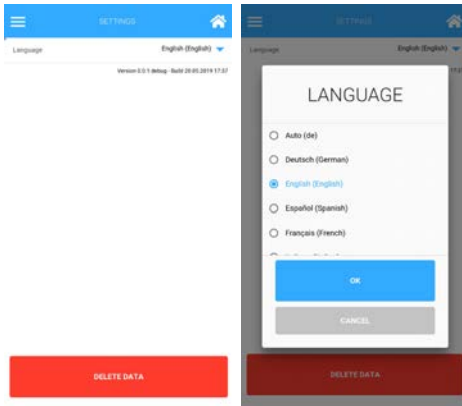 SETTINGS
Language English (English)
Version 0.0.1 debug - Build 20.05.2019 17:37
DELETE DATA
SETTINGS
Language English (English)
LANGUAGE
Auto (de)
Deutsch (German)
English (English)
Español (Spanish)
Français (French)
OK
CANCEL
DELETE DATA